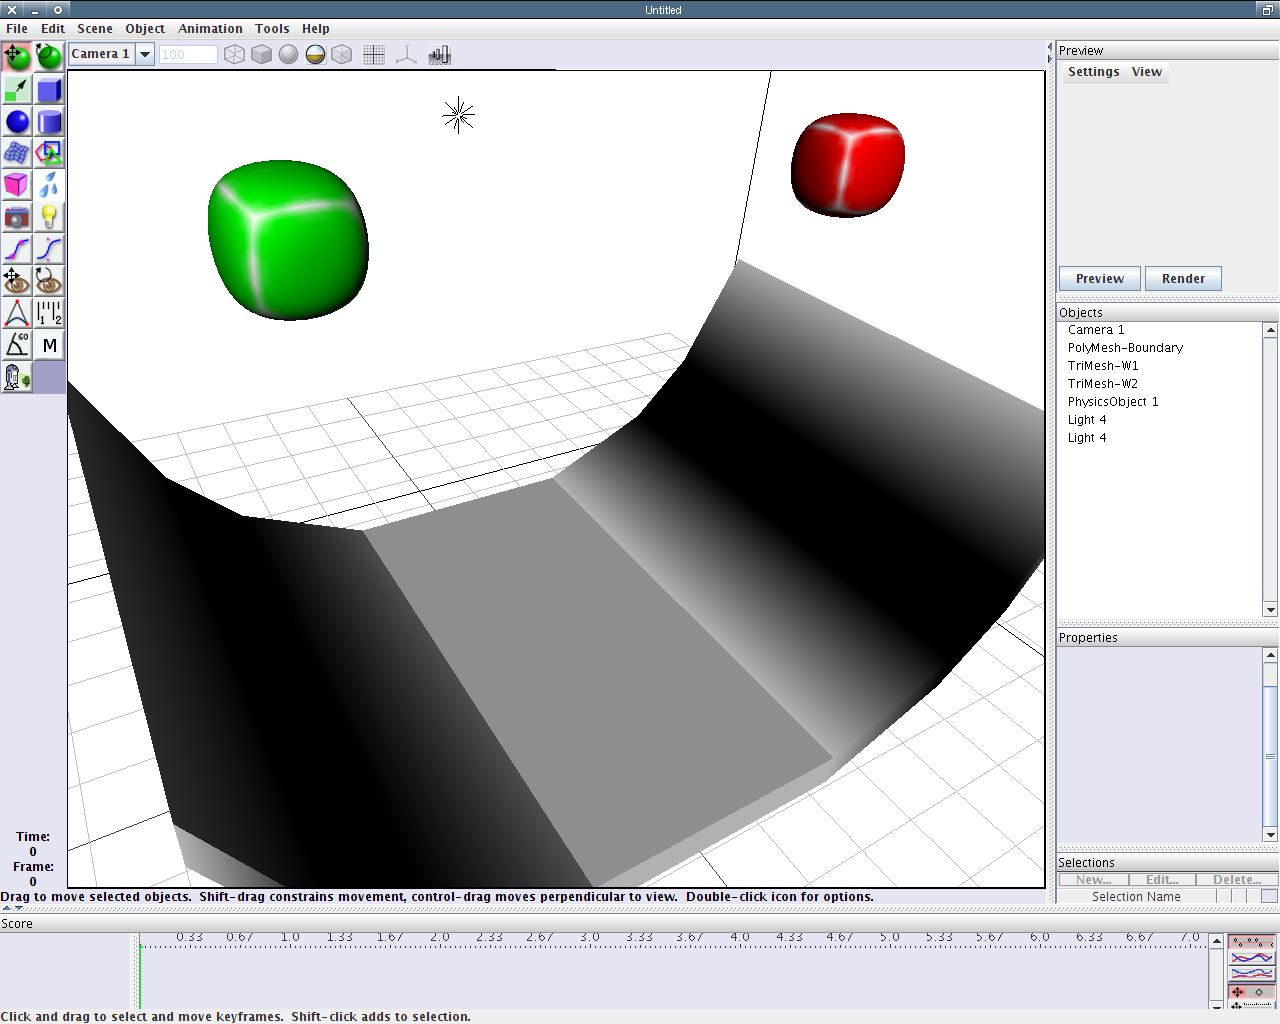 Untitled
File Edit Scene Object Animation Tools Help
Camera 1 100
Preview
Settings View
Preview Render
Objects
Camera 1
PolyMesh-Boundary
TriMesh-W1
TriMesh-W2
PhysicsObject 1
Light 4
Light 4
Properties
Selections
New... Edit... Delete...
Selection Name
1 2
60
M
Time:
0
Frame:
0
Drag to move selected objects.  Shift-drag constrains movement, control-drag moves perpendicular to view.  Double-click icon for options.
Score
0.33 0.67 1.0 1.33 1.67 2.0 2.33 2.67 3.0 3.33 3.67 4.0 4.33 4.67 5.0 5.33 5.67 6.0 6.33 6.67 7.0
Click and drag to select and move keyframes.  Shift-click adds to selection.